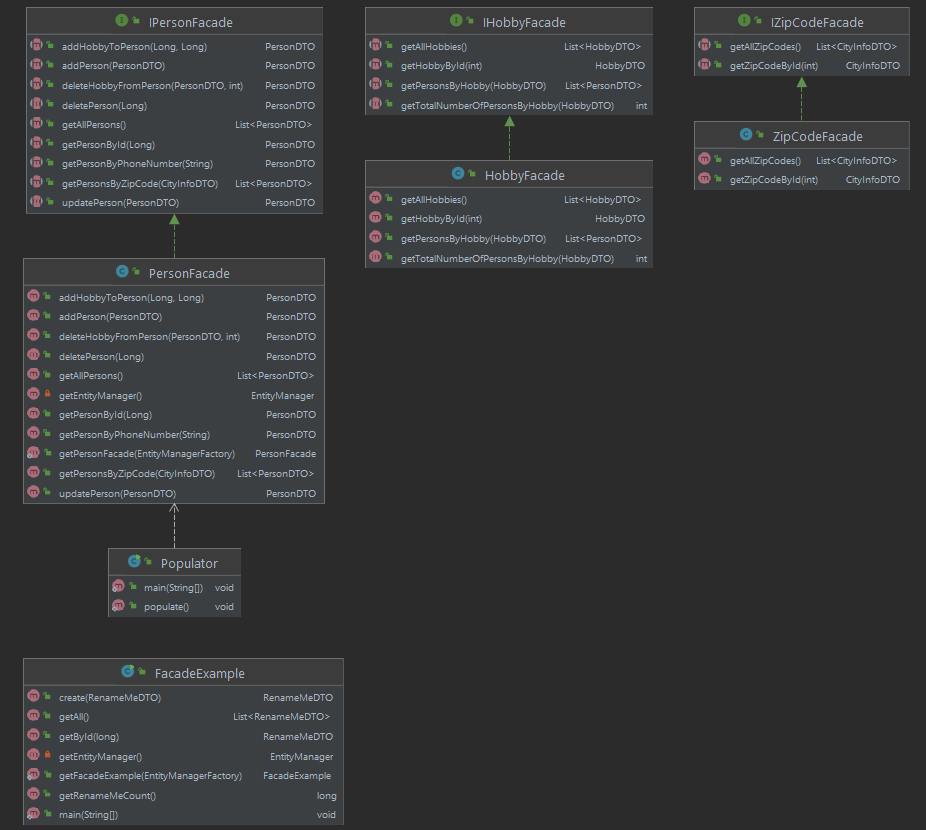 IPersonFacade
addHobbyToPerson(Long, Long) PersonDTO
addPerson(PersonDTO) PersonDTO
deleteHobbyFromPerson(PersonDTO, int) PersonDTO
deletePerson(Long) PersonDTO
getAllPersons() List<PersonDTO>
getPersonById(Long) PersonDTO
getPersonByPhoneNumber(String) PersonDTO
getPersonsByZipCode(CityInfoDTO) List<PersonDTO>
updatePerson(PersonDTO) PersonDTO
IHobbyFacade
getAllHobbies() List<HobbyDTO>
getHobbyById(int) HobbyDTO
getPersonsByHobby(HobbyDTO) List<PersonDTO>
getTotalNumberOfPersonsByHobby(HobbyDTO) int
IZipCodeFacade
getAllZipCodes() List<CityInfoDTO>
getZipCodeById(int) CityInfoDTO
ZipCodeFacade
getAllZipCodes() List<CityInfoDTO>
getZipCodeById(int) CityInfoDTO
HobbyFacade
getAllHobbies() List<HobbyDTO>
getHobbyById(int) HobbyDTO
getPersonsByHobby(HobbyDTO) List<PersonDTO>
getTotalNumberOfPersonsByHobby(HobbyDTO) int
PersonFacade
addHobbyToPerson(Long, Long) PersonDTO
addPerson(PersonDTO) PersonDTO
deleteHobbyFromPerson(PersonDTO, int) PersonDTO
deletePerson(Long) PersonDTO
getAllPersons() List<PersonDTO>
getEntityManager() EntityManager
getPersonById(Long) PersonDTO
getPersonByPhoneNumber(String) PersonDTO
getPersonFacade(EntityManagerFactory) PersonFacade
getPersonsByZipCode(CityInfoDTO) List<PersonDTO>
updatePerson(PersonDTO) PersonDTO
Populator
main(String[]) void
populate() void
FacadeExample
create(RenameMeDTO) RenameMeDTO
getAll() List<RenameMeDTO>
getById(long) RenameMeDTO
getEntityManager() EntityManager
getFacadeExample(EntityManagerFactory) FacadeExample
getRenameMeCount() long
main(String[]) void